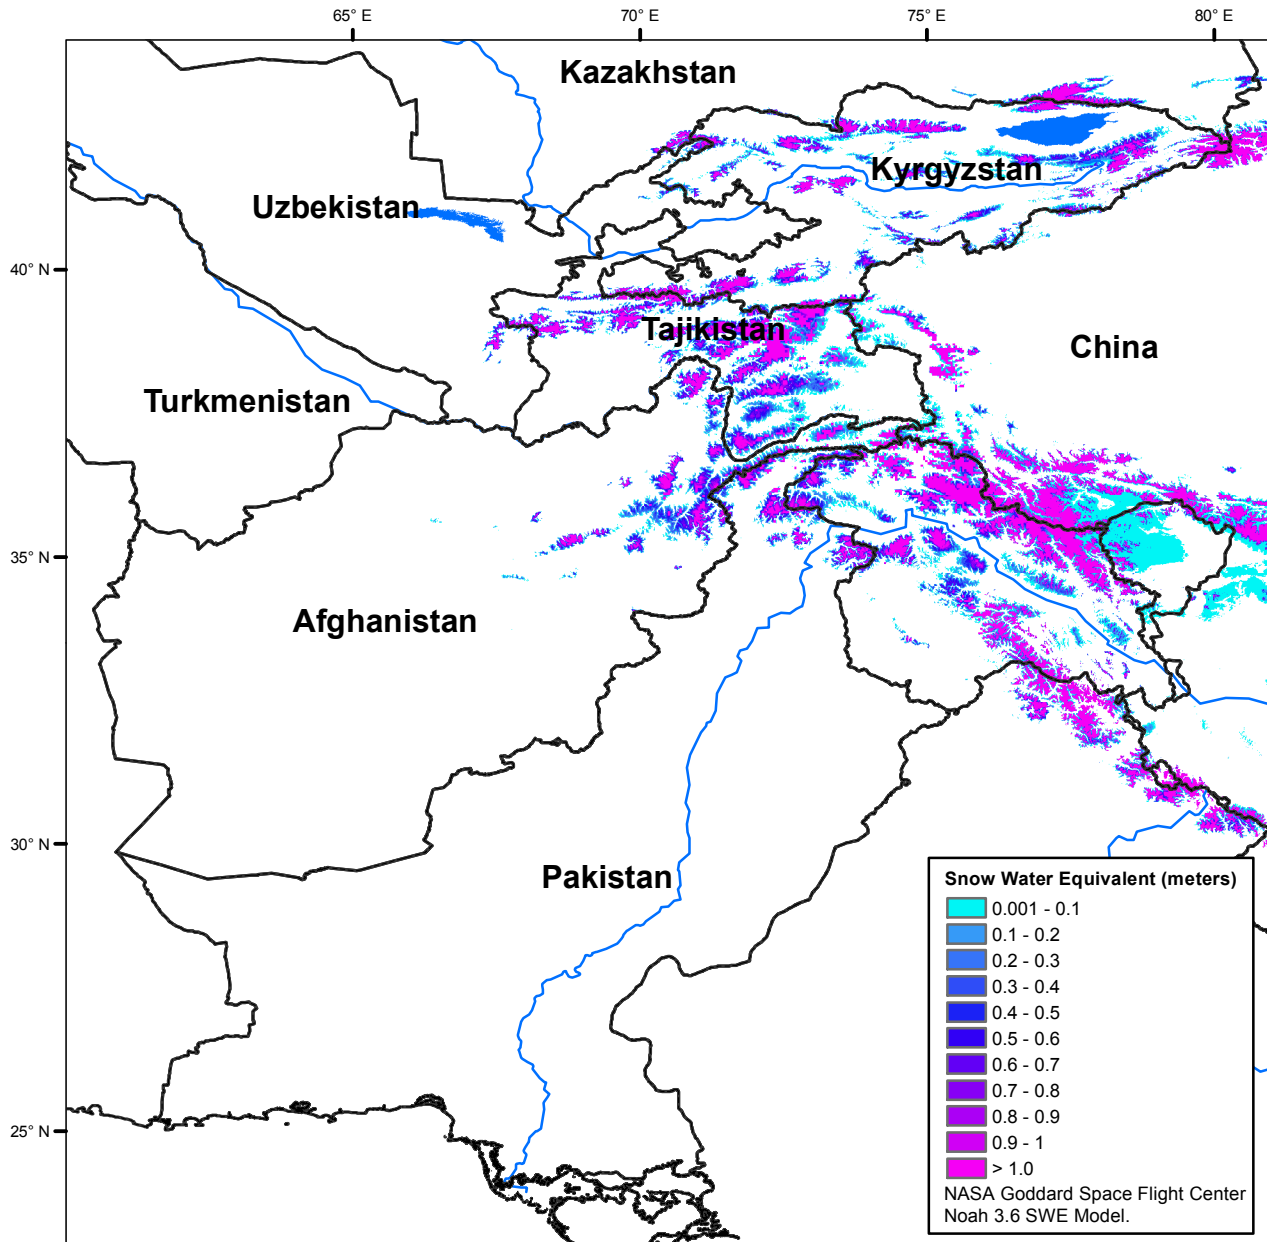 65° E
70° E
75° E
80° E
Kazakhstan
Kyrgyzstan
Uzbekistan
40° N
Tajikistan
China
Turkmenistan
35° N
Afghanistan
30° N
Pakistan
25° N
Snow Water Equivalent (meters)
0.001 - 0.1
0.1 - 0.2
0.2 - 0.3
0.3 - 0.4
0.4 - 0.5
0.5 - 0.6
0.6 - 0.7
0.7 - 0.8
0.8 - 0.9
0.9 - 1
> 1.0
NASA Goddard Space Flight Center
Noah 3.6 SWE Model.